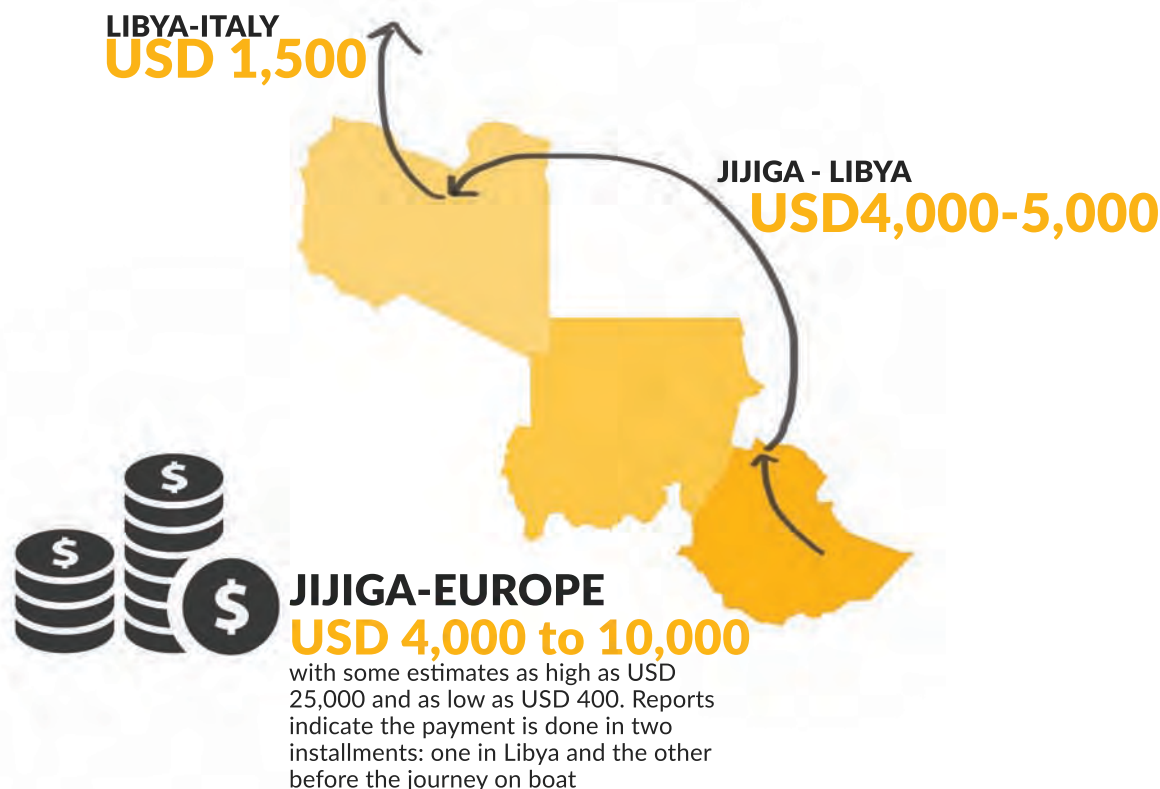 LIBYA-ITALY
USD 1,500
JIJIGA - LIBYA
USD4,000-5,000
$
$
$
JIJIGA-EUROPE
USD 4,000 to 10,000
with some estimates as high as USD
25,000 and as low as USD 400. Reports
indicate the payment is done in two
installments: one in Libya and the other
before the journey on boat